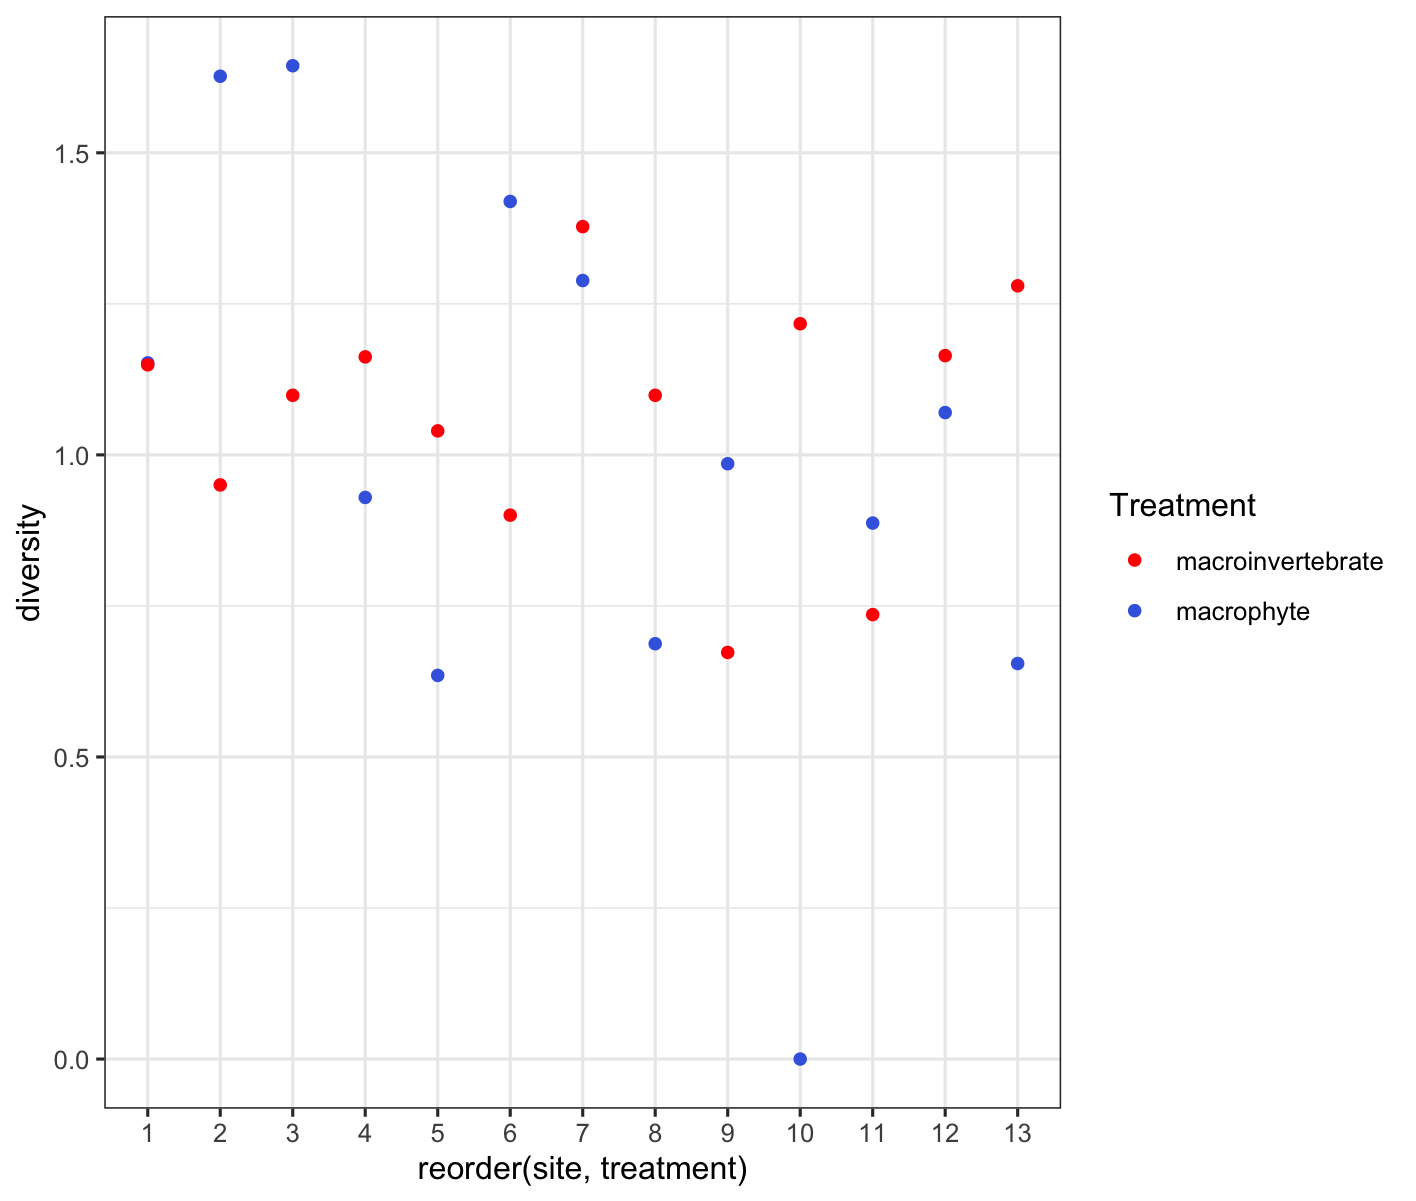 1.5
1.0
0.5
0.0
diversity
1 2 3 4 5 6 7 8 9 10 11 12 13
reorder(site, treatment)
Treatment
macroinvertebrate
macrophyte